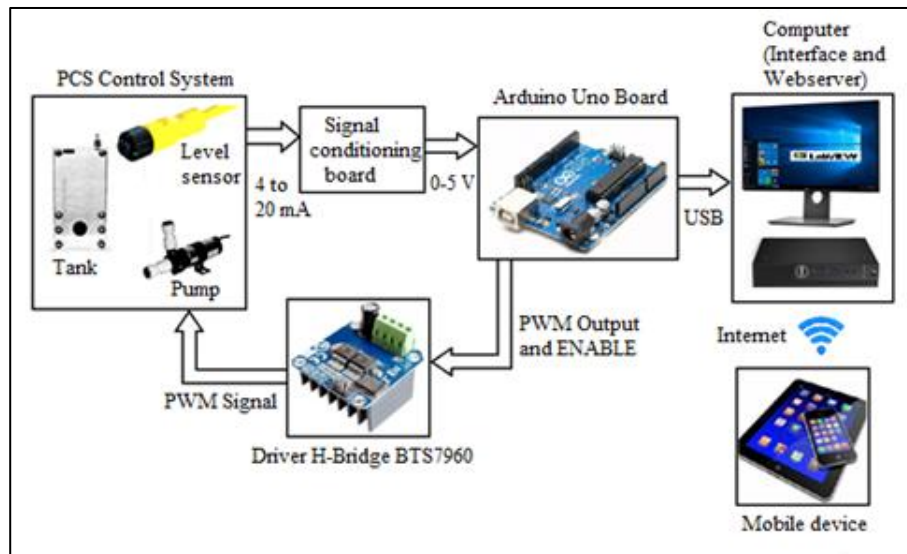 Computer
(Interface and
Webserver)
PCS Control System
Arduino Uno Board
Level
sensor
Tank
Pump
4 to
20 mA
Signal
conditioning
board
0-5 V
USB
LabVIEW
PWM Output
and ENABLE
Internet
PWM Signal
Driver H-Bridge BTS7960
Mobile device